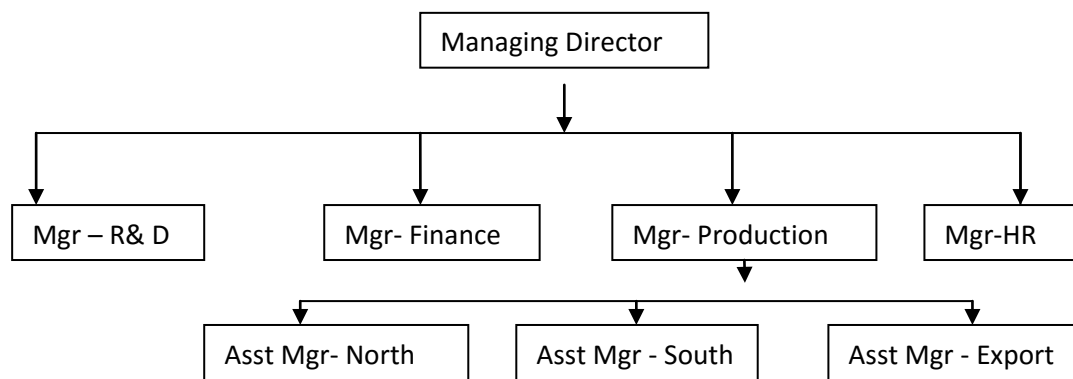 Managing Director
Mgr – R& D
Mgr- Finance
Mgr- Production
Mgr-HR
Asst Mgr- North
Asst Mgr - South
Asst Mgr - Export